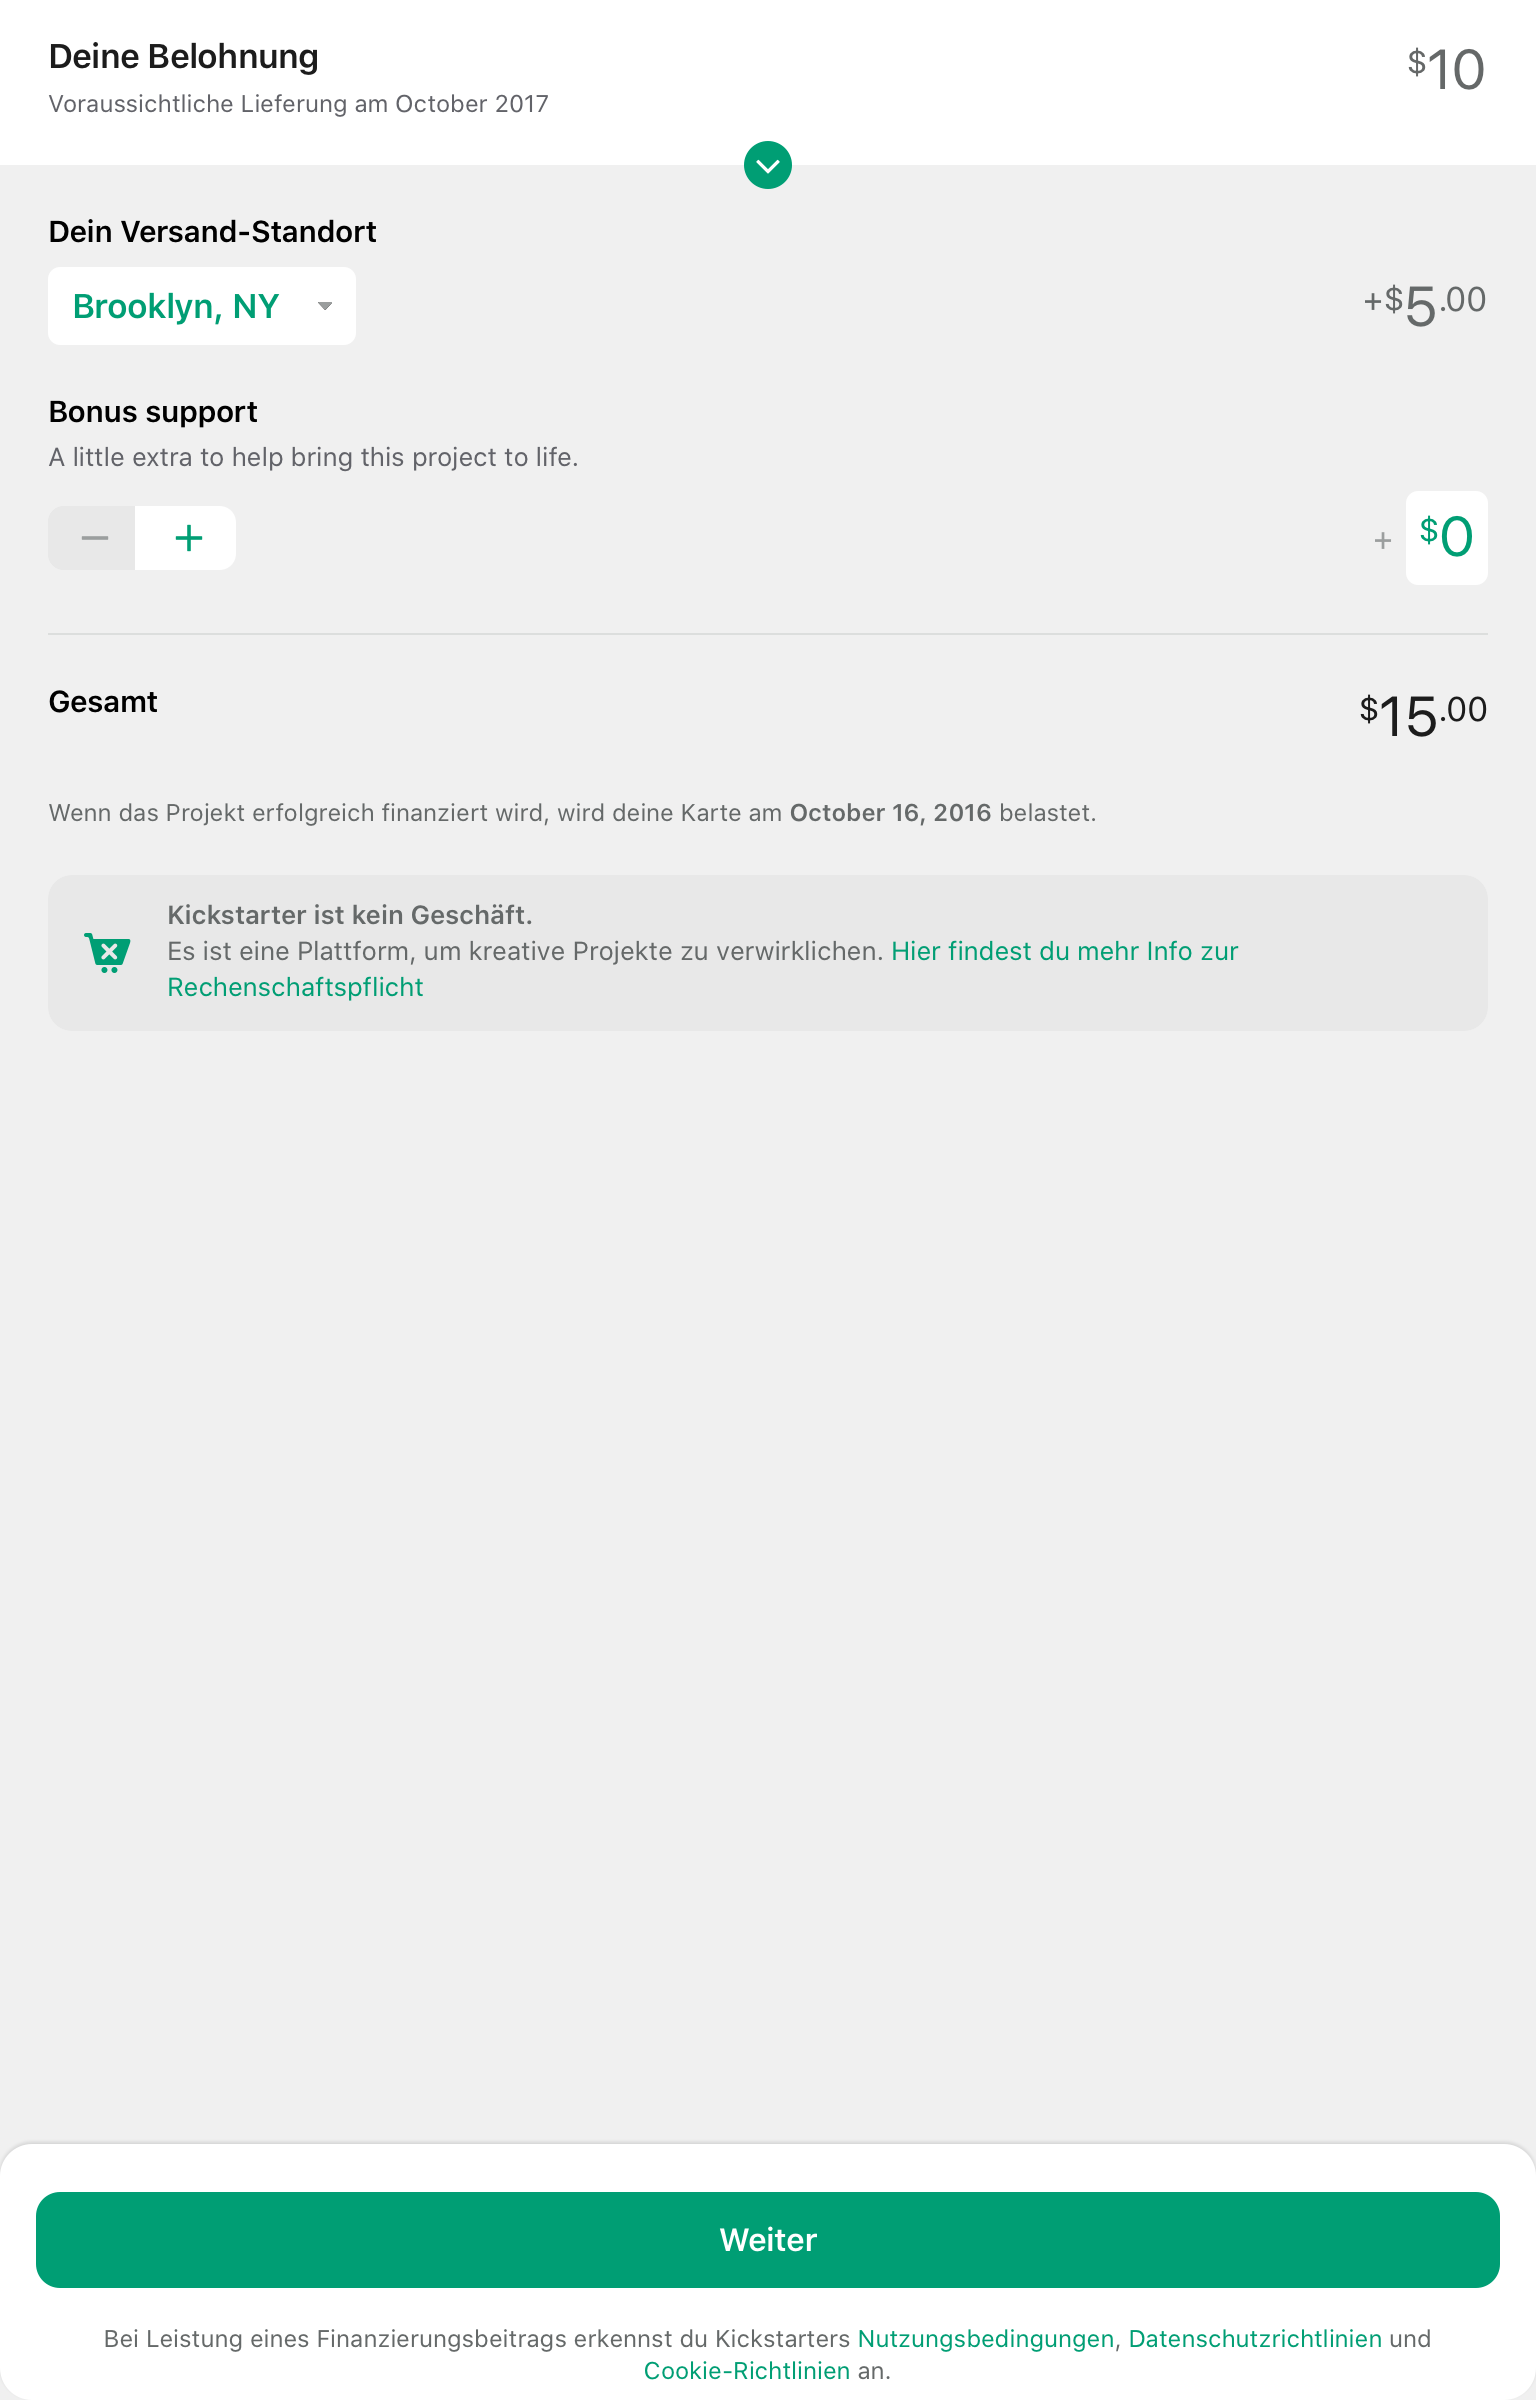 Deine Belohnung
$10
Voraussichtliche Lieferung am October 2017
Dein Versand-Standort
Brooklyn, NY
+$5.00
Bonus support
A little extra to help bring this project to life.
− +
+ $0
Gesamt
$15.00
Wenn das Projekt erfolgreich finanziert wird, wird deine Karte am October 16, 2016 belastet.
Kickstarter ist kein Geschäft.
Es ist eine Plattform, um kreative Projekte zu verwirklichen. Hier findest du mehr Info zur
Rechenschaftspflicht
Weiter
Bei Leistung eines Finanzierungsbeitrags erkennst du Kickstarters Nutzungsbedingungen, Datenschutzrichtlinien und
Cookie-Richtlinien an.